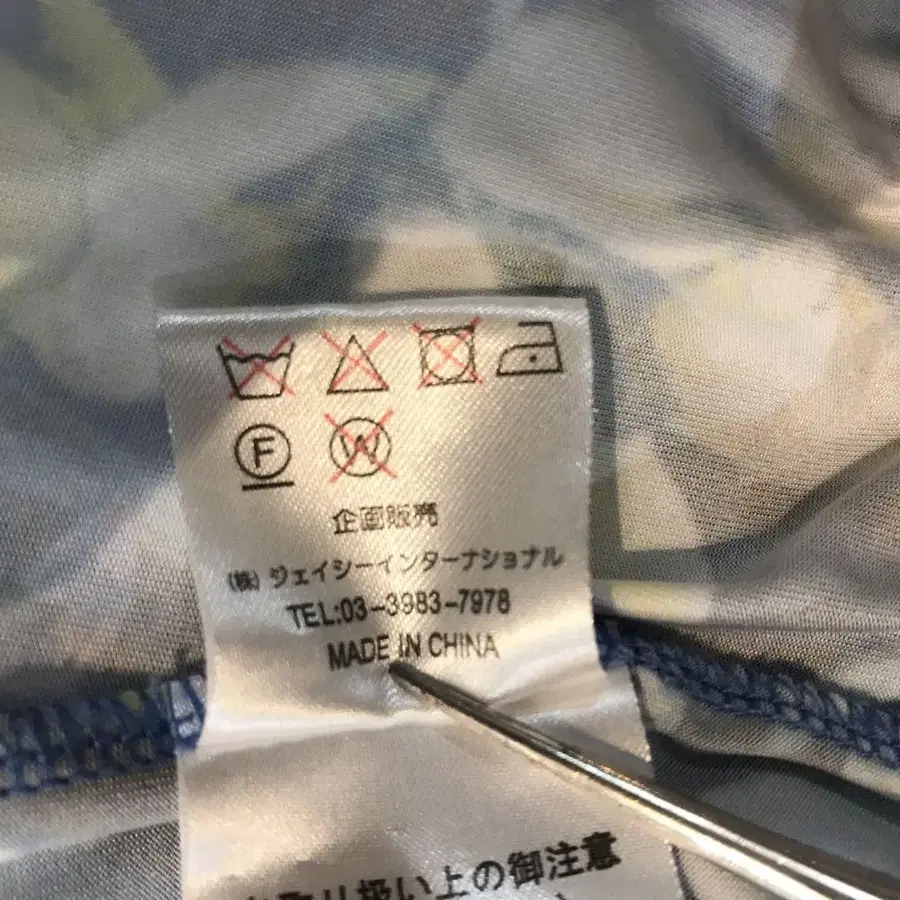 F W
企画販売
(株) ジェイシーインターナショナル
TEL:03-3983-7978
MADE IN CHINA
お取り扱い上の御注意